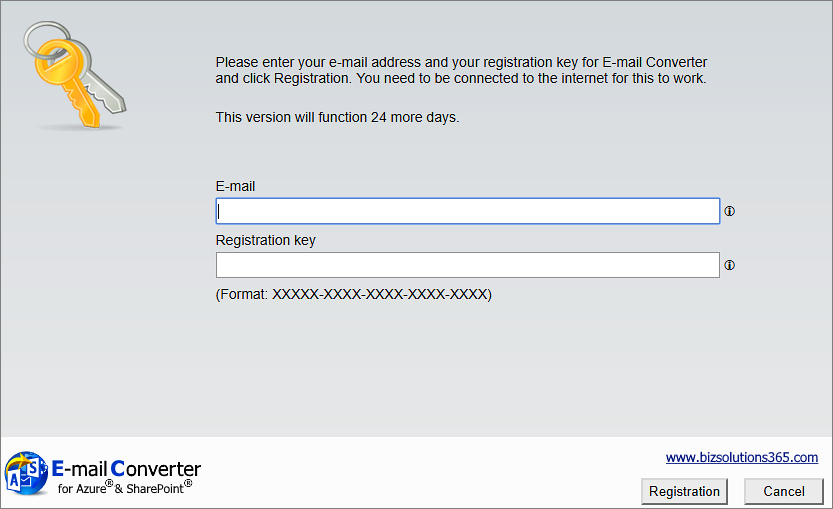 Please enter your e-mail address and your registration key for E-mail Converter
and click Registration. You need to be connected to the internet for this to work.
This version will function 24 more days.
E-mail
Registration key
(Format: XXXXX-XXXX-XXXX-XXXX-XXXX)
A S
E-mail Converter
for Azure® & SharePoint®
www.bizsolutions365.com
Registration
Cancel